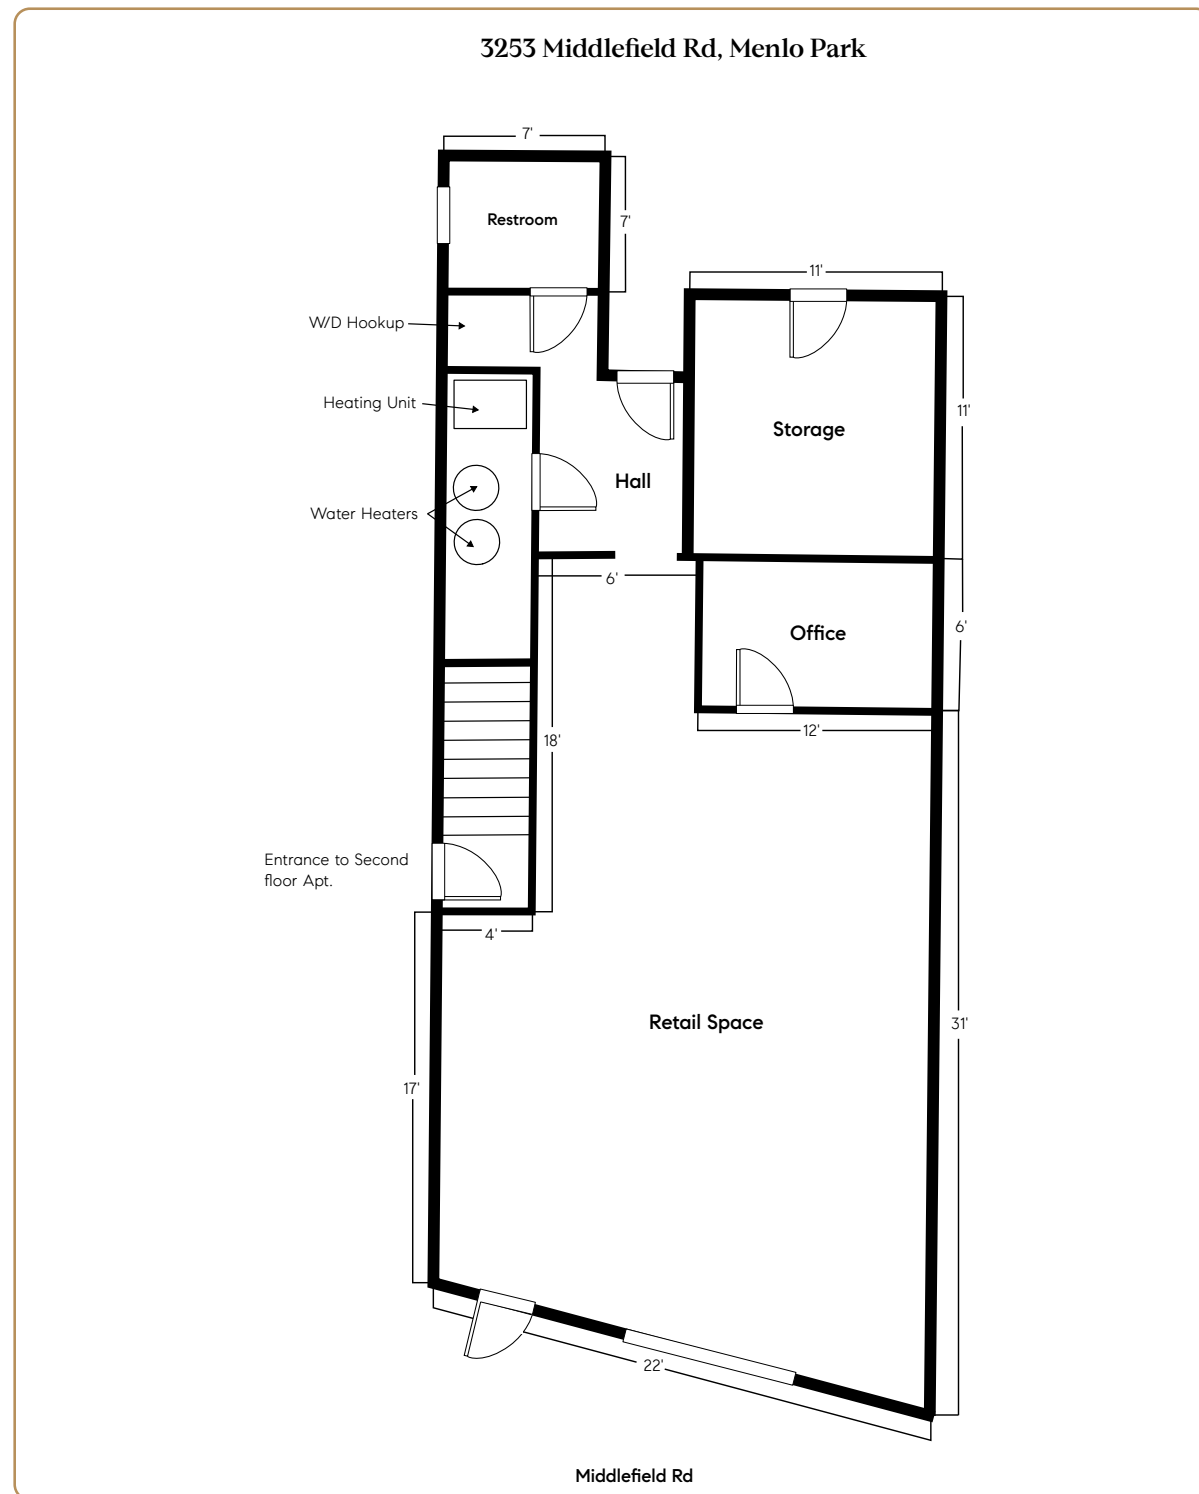 3253 Middlefield Rd, Menlo Park
7'
Restroom
7'
11'
W/D Hookup
Heating Unit
11'
Storage
Hall
Water Heaters
6'
Office
6'
12'
18'
Entrance to Second
floor Apt.
4'
Retail Space
31'
17'
22'
Middlefield Rd